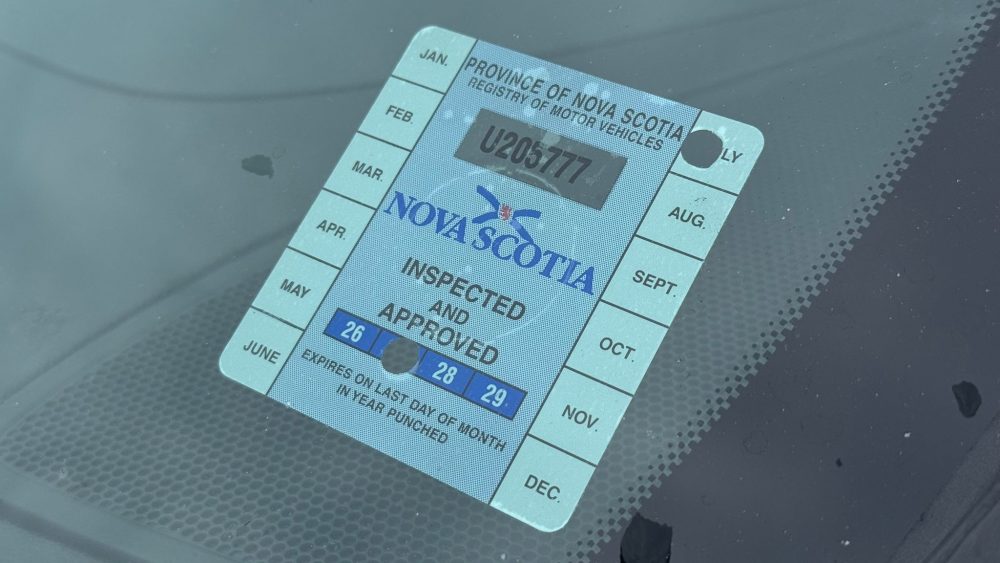 JAN.
FEB.
MAR.
APR.
MAY
JUNE
PROVINCE OF NOVA SCOTIA
REGISTRY OF MOTOR VEHICLES
U205777
NOVA SCOTIA
INSPECTED
AND
APPROVED
26 28 29
EXPIRES ON LAST DAY OF MONTH
IN YEAR PUNCHED
LY
AUG.
SEPT.
OCT.
NOV.
DEC.